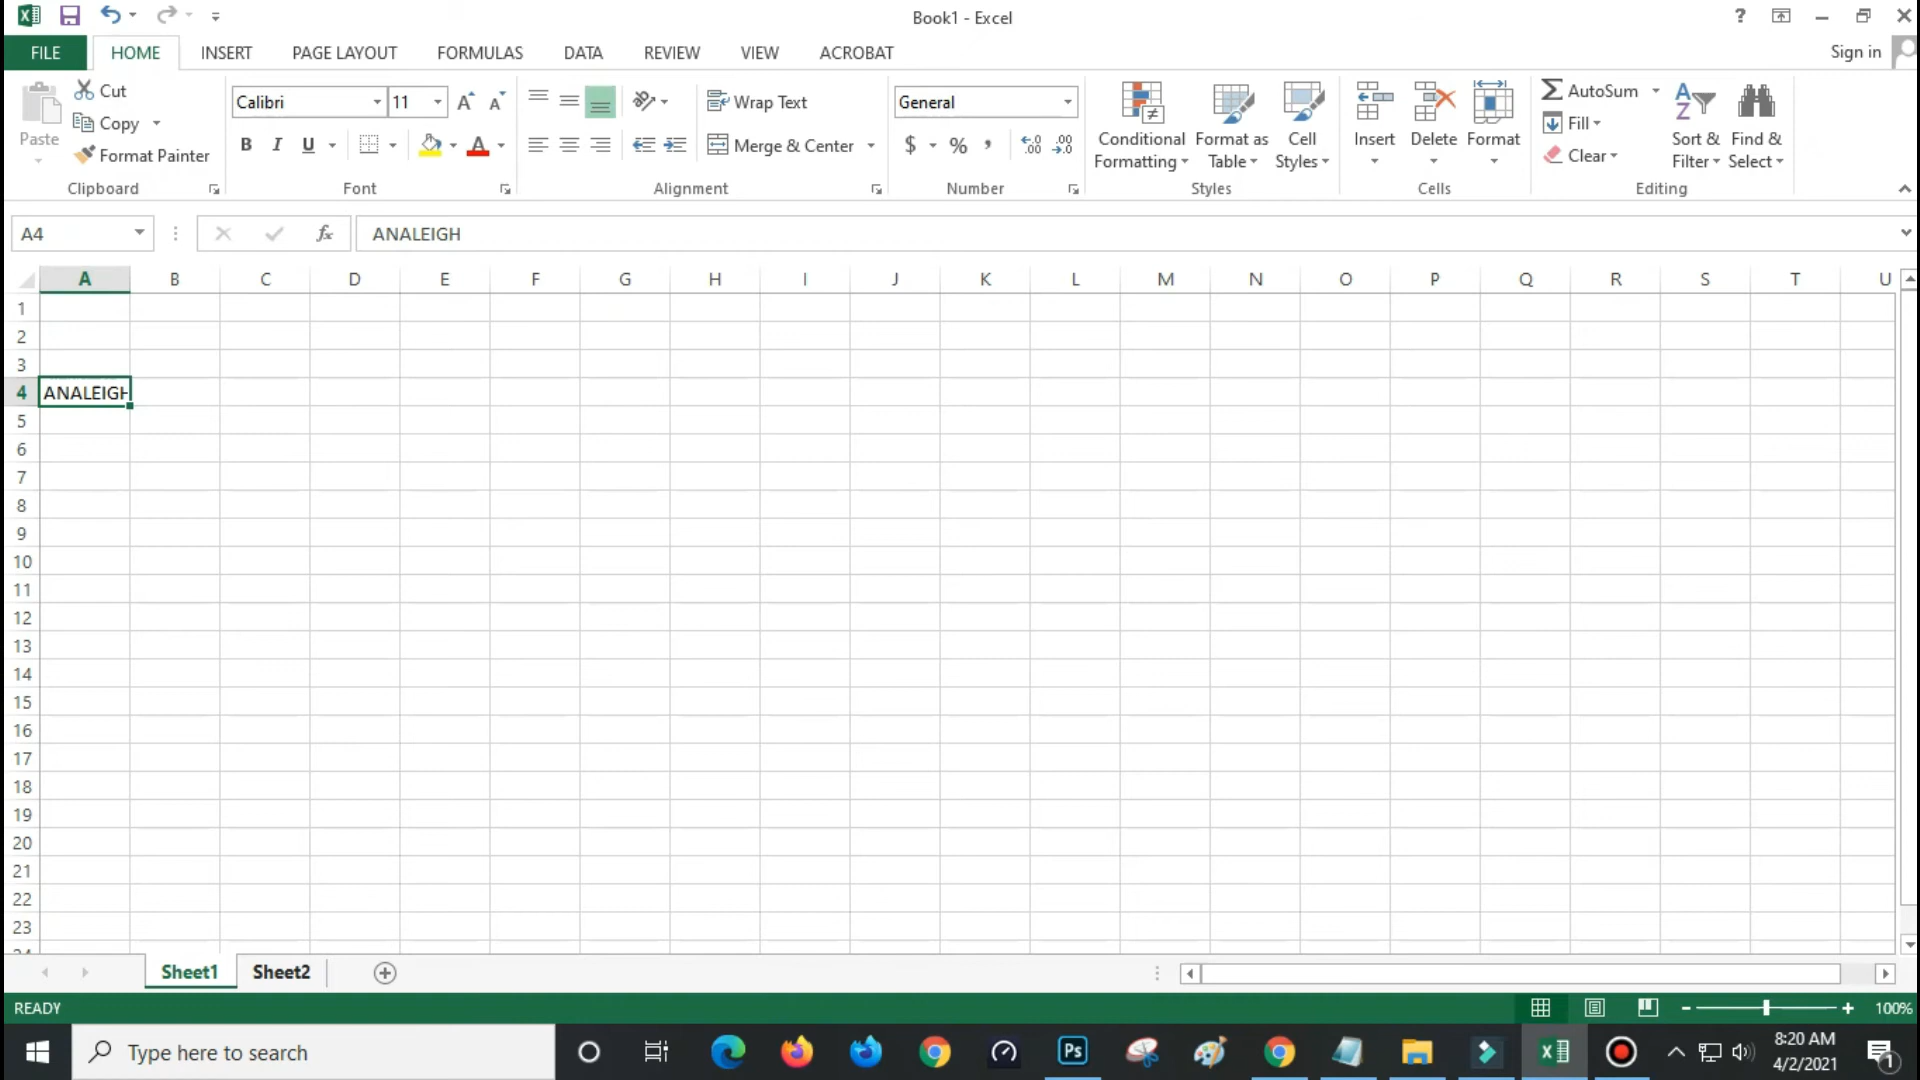 Book1 - Excel
?
FILE HOME INSERT PAGE LAYOUT FORMULAS DATA REVIEW VIEW ACROBAT Sign in
Paste
Cut
Copy
Format Painter
Clipboard
Calibri 11
B I U
Font
Wrap Text
Merge & Center
Alignment
General
$ % ,
Number
Conditional Formatting
Format as Table
Cell Styles
Styles
Insert
Delete
Format
Cells
AutoSum
Fill
Clear
Sort & Filter
Find & Select
Editing
A4 fx ANALEIGH
A B C D E F G H I J K L M N O P Q R S T U
1
2
3
4 ANALEIGH
5
6
7
8
9
10
11
12
13
14
15
16
17
18
19
20
21
22
23
Sheet1 Sheet2
READY 100%
Type here to search
Ps
8:20 AM
4/2/2021
1